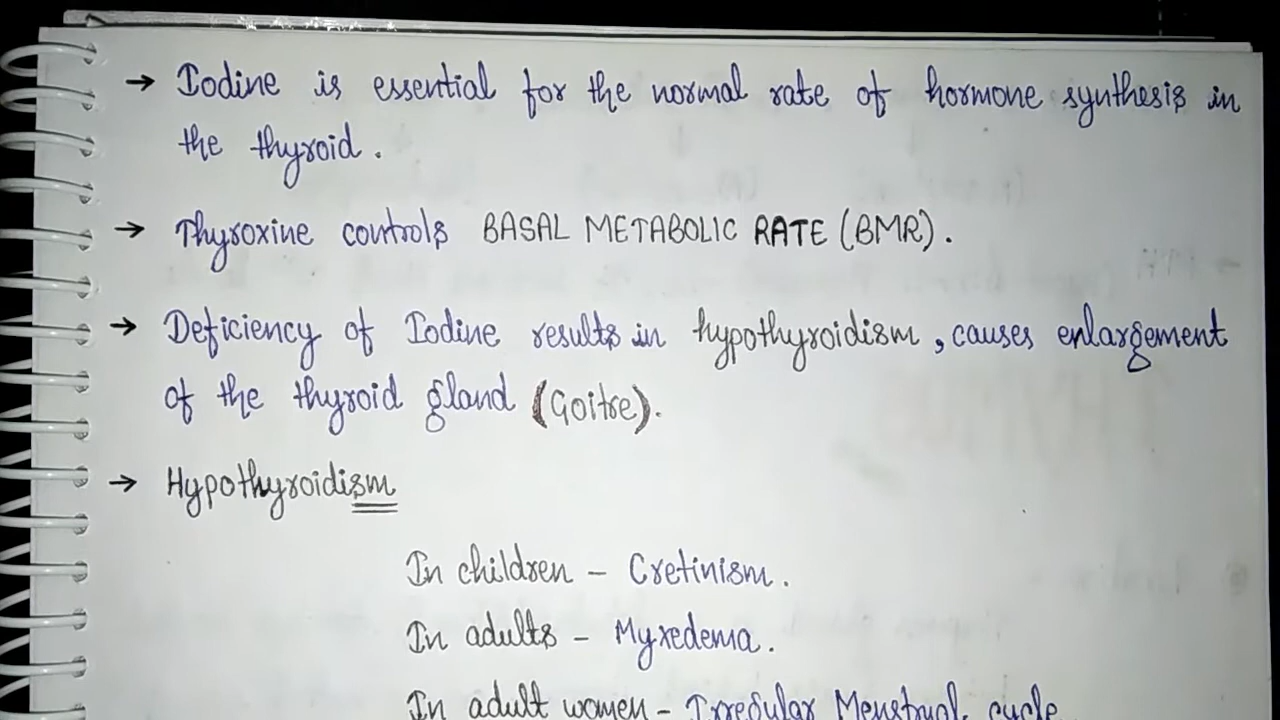 → Iodine is essential for the normal rate of hormone synthesis in
the thyroid.
→ Thyroxine controls BASAL METABOLIC RATE (BMR).
→ Deficiency of Iodine results in hypothyroidism, causes enlargement
of the thyroid gland (Goitre).
→ Hypothyroidism
In children - Cretinism.
In adults - Myxedema.
In adult women - Irregular Menstrual cycle